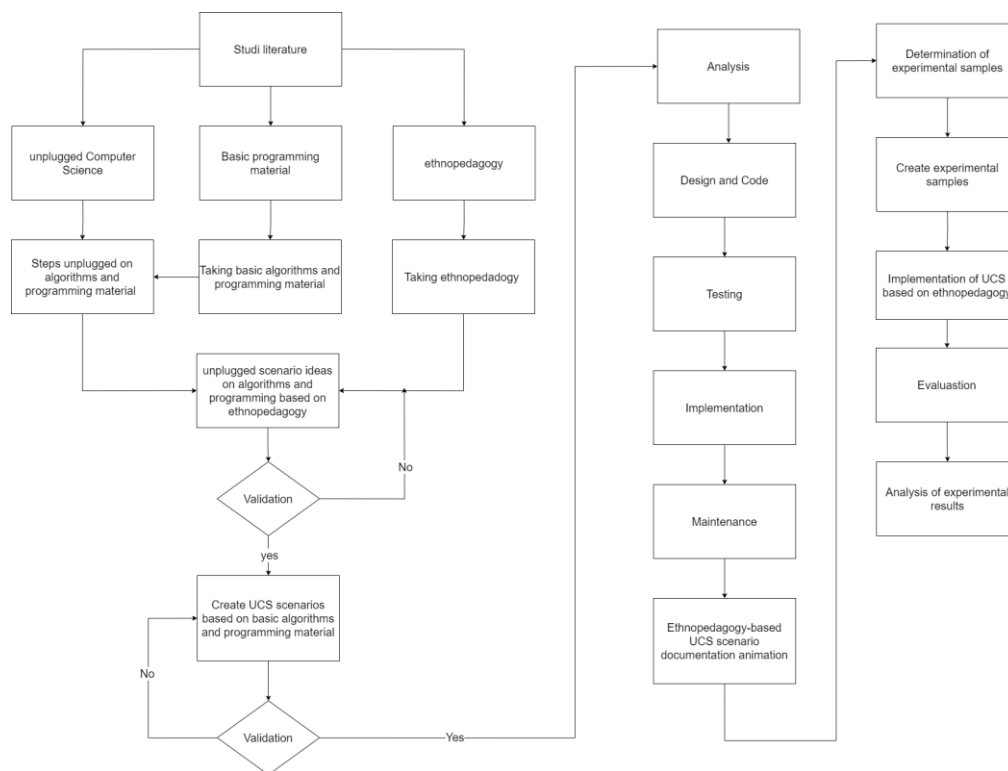 Studi literature
unplugged Computer
Science
Basic programming
material
ethnopedagogy
Steps unplugged on
algorithms and
programming material
Taking basic algorithms and
programming material
Taking ethnopedadogy
unplugged scenario ideas
on algorithms and
programming based on
ethnopedagogy
No
Validation
yes
Create UCS scenarios
based on basic algorithms
and programming material
No
Validation
Yes
Analysis
Design and Code
Testing
Implementation
Maintenance
Ethnopedagogy-based
UCS scenario
documentation animation
Determination of
experimental samples
Create experimental
samples
Implementation of UCS
based on ethnopedagogy
Evaluastion
Analysis of experimental
results